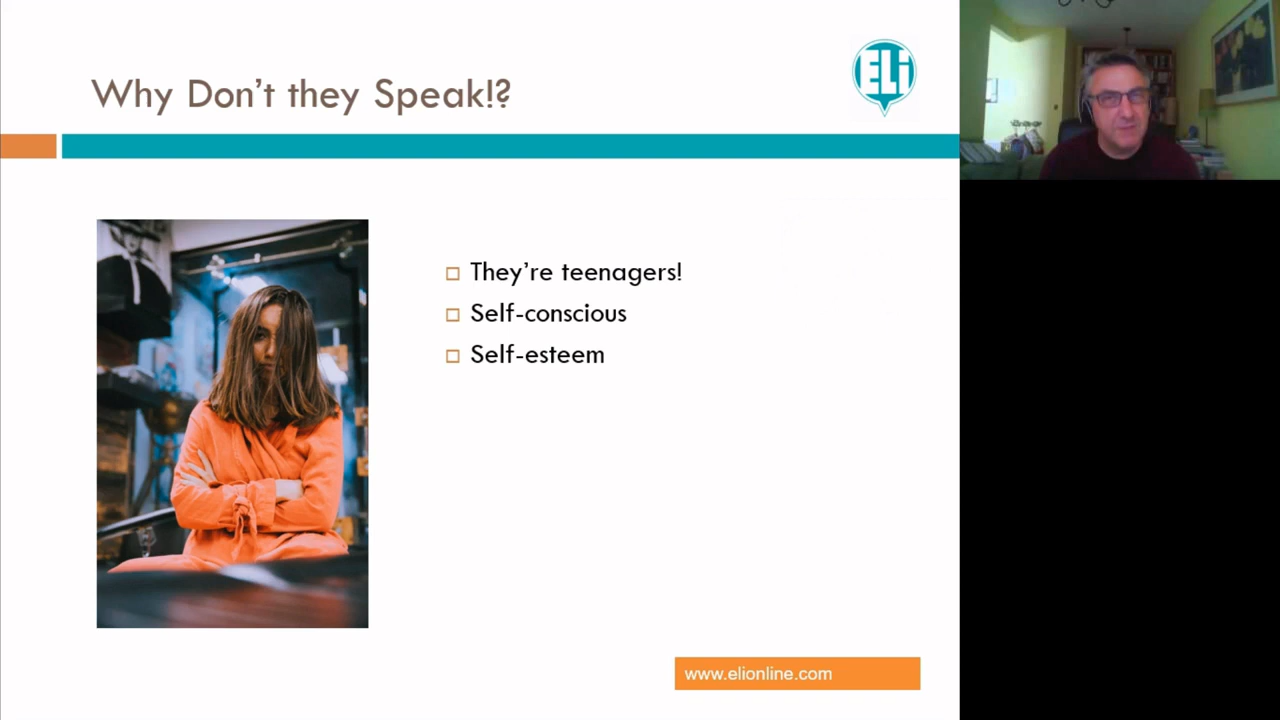 Why Don't they Speak!?
ELi
They're teenagers!
Self-conscious
Self-esteem
www.elionline.com